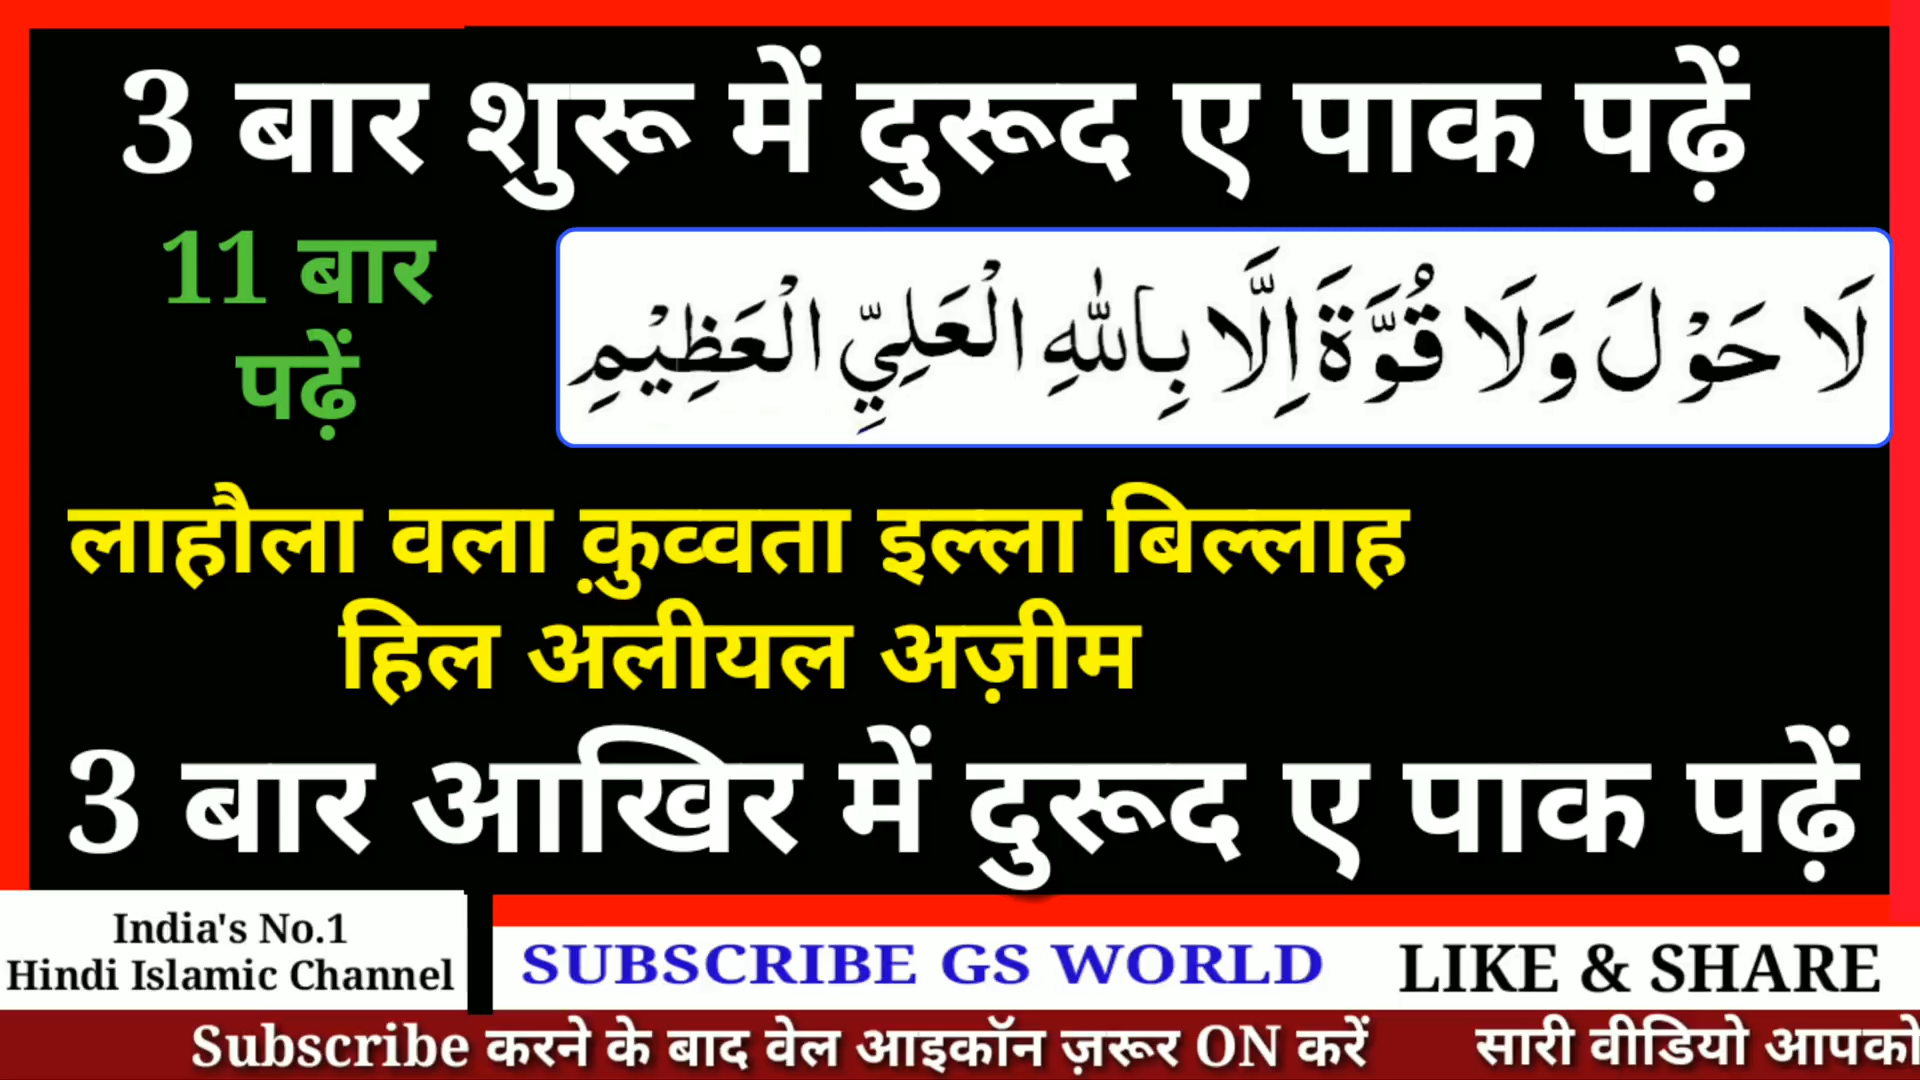 3 बार शुरू में दुरूद ए पाक पढ़ें
11 बार
पढ़ें
لَا حَوْلَ وَلَا قُوَّةَ اِلَّا بِاللّٰهِ الْعَلِيِّ الْعَظِيْمِ
लाहौला वला क़ुव्वता इल्ला बिल्लाह
हिल अलीयल अज़ीम
3 बार आखिर में दुरूद ए पाक पढ़ें
India's No.1
Hindi Islamic Channel
SUBSCRIBE GS WORLD
LIKE & SHARE
Subscribe करने के बाद वेल आइकॉन ज़रूर ON करें सारी वीडियो आपको